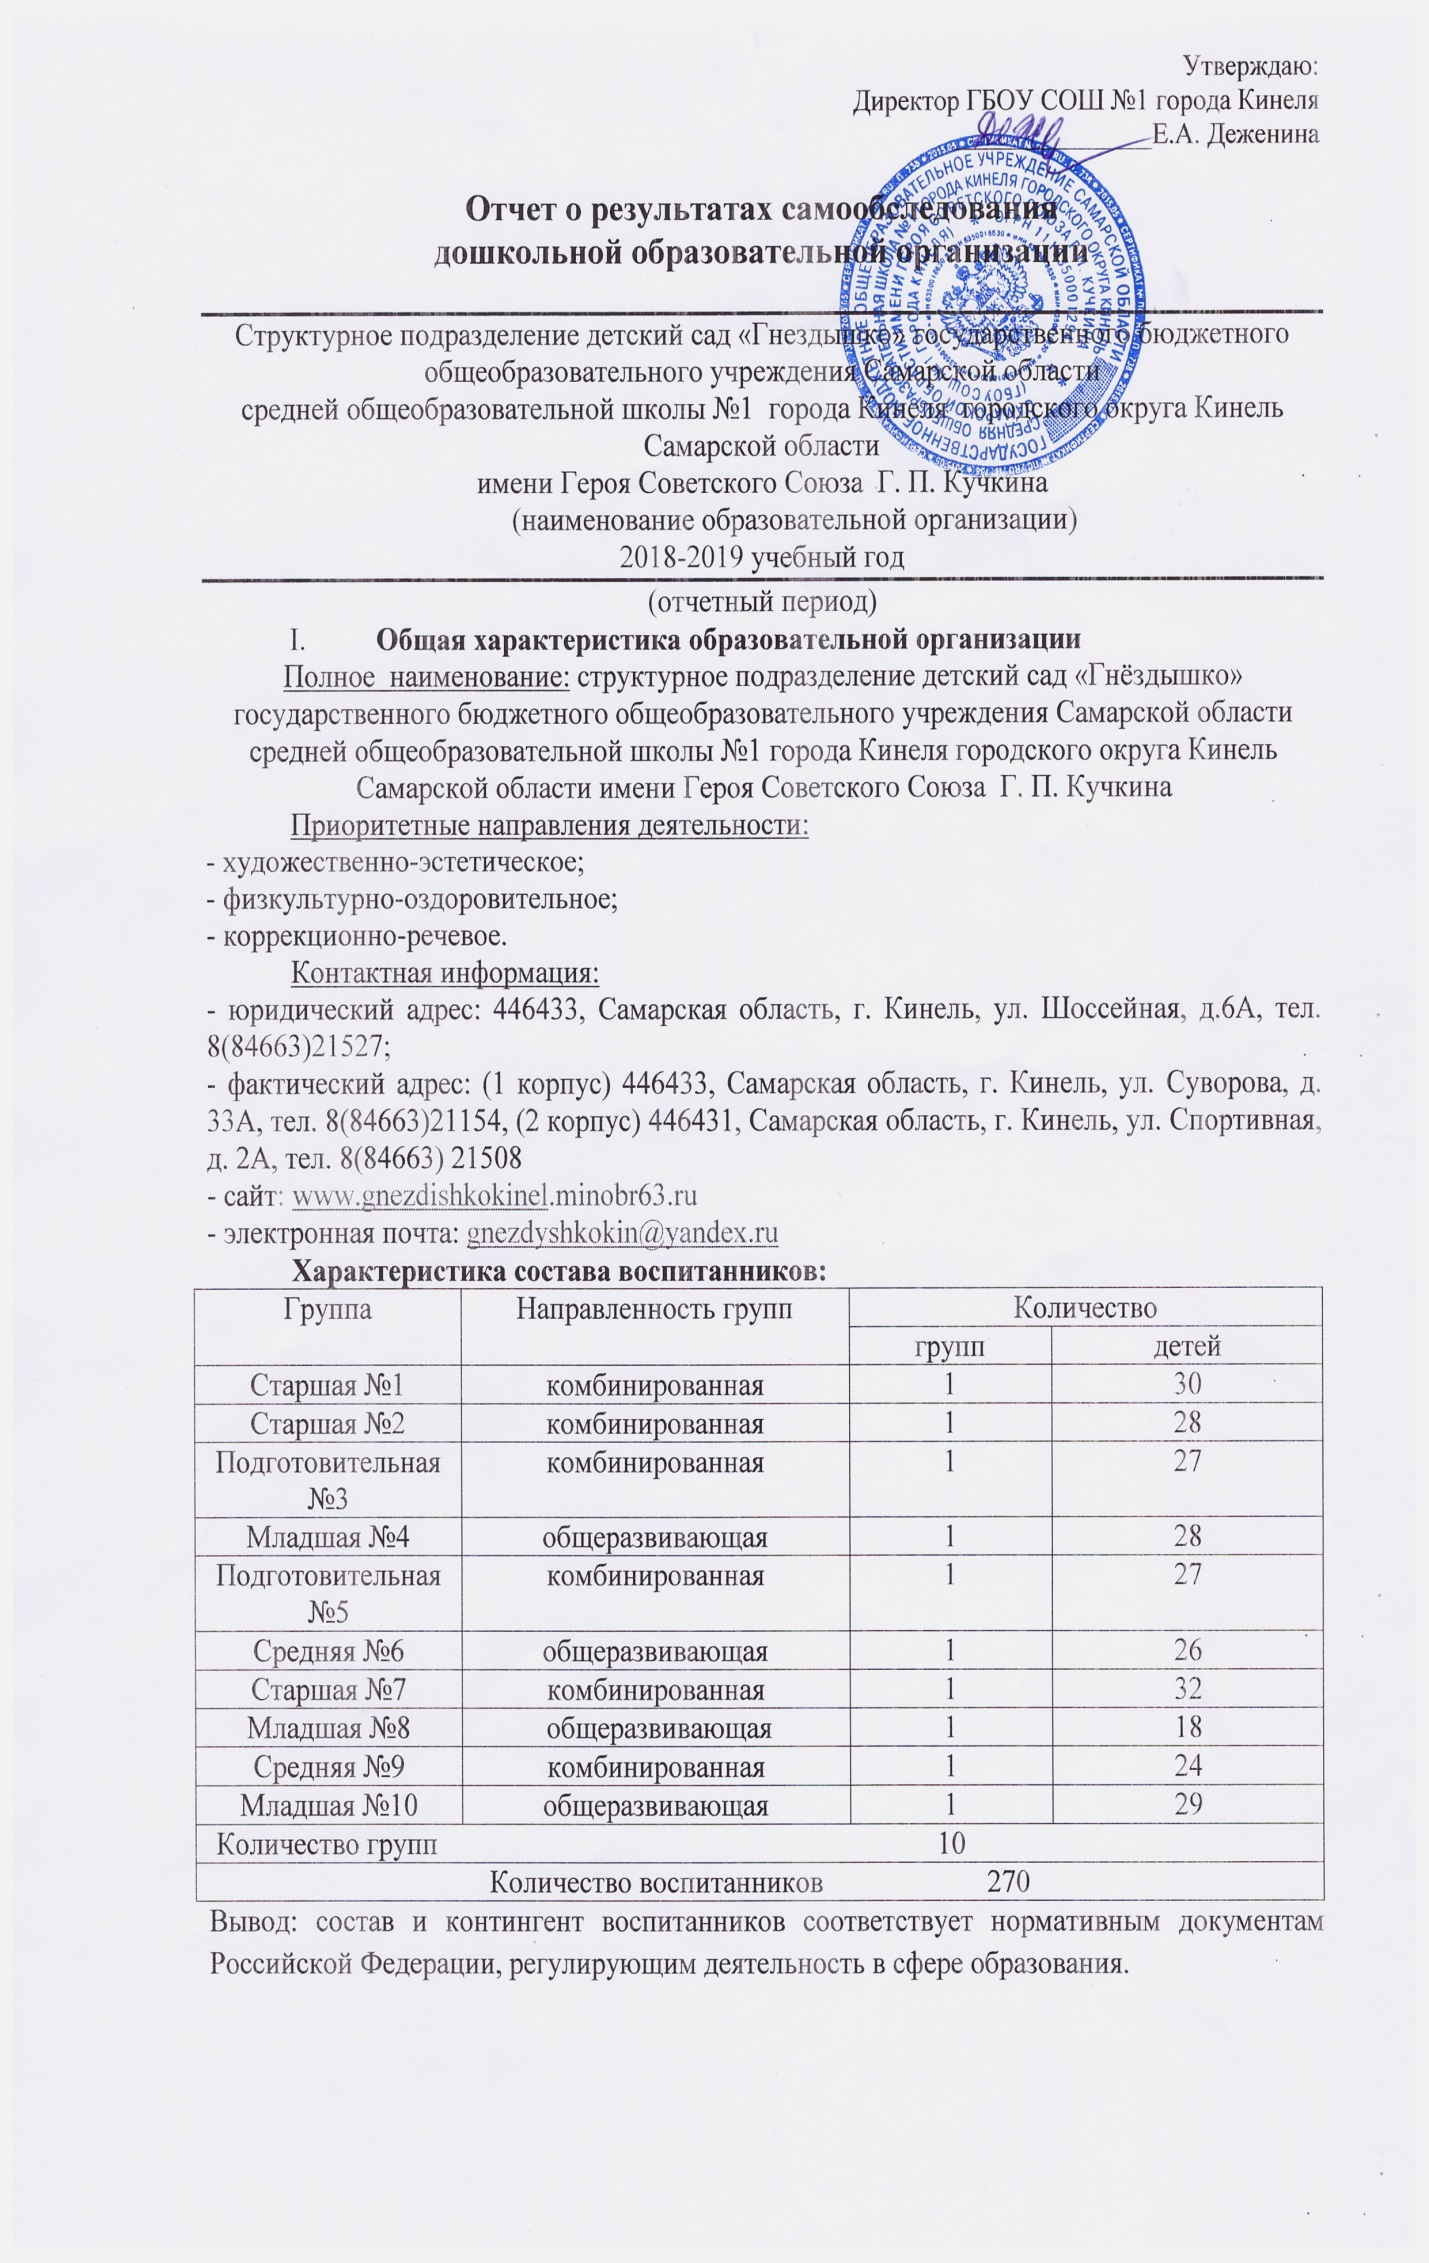 Утверждаю:
Директор ГБОУ СОШ №1 города Кинеля
Е.А. Деженина
Отчет о результатах самообследования
дошкольной образовательной организации
Структурное подразделение детский сад «Гнездышко» государственного бюджетного
общеобразовательного учреждения Самарской области
средней общеобразовательной школы №1 города Кинеля городского округа Кинель
Самарской области
имени Героя Советского Союза Г. П. Кучкина
(наименование образовательной организации)
2018-2019 учебный год
(отчетный период)
I. Общая характеристика образовательной организации
Полное наименование: структурное подразделение детский сад «Гнёздышко»
государственного бюджетного общеобразовательного учреждения Самарской области
средней общеобразовательной школы №1 города Кинеля городского округа Кинель
Самарской области имени Героя Советского Союза Г. П. Кучкина
Приоритетные направления деятельности:
- художественно-эстетическое;
- физкультурно-оздоровительное;
- коррекционно-речевое.
Контактная информация:
- юридический адрес: 446433, Самарская область, г. Кинель, ул. Шоссейная, д.6А, тел.
8(84663)21527;
- фактический адрес: (1 корпус) 446433, Самарская область, г. Кинель, ул. Суворова, д.
33А, тел. 8(84663)21154, (2 корпус) 446431, Самарская область, г. Кинель, ул. Спортивная,
д. 2А, тел. 8(84663) 21508
- сайт: www.gnezdishkokinel.minobr63.ru
- электронная почта: gnezdyshkokin@yandex.ru
Характеристика состава воспитанников:
Группа Направленность групп Количество
групп детей
Старшая №1 комбинированная 1 30
Старшая №2 комбинированная 1 28
Подготовительная комбинированная 1 27
№3
Младшая №4 общеразвивающая 1 28
Подготовительная комбинированная 1 27
№5
Средняя №6 общеразвивающая 1 26
Старшая №7 комбинированная 1 32
Младшая №8 общеразвивающая 1 18
Средняя №9 комбинированная 1 24
Младшая №10 общеразвивающая 1 29
Количество групп 10
Количество воспитанников 270
Вывод: состав и контингент воспитанников соответствует нормативным документам
Российской Федерации, регулирующим деятельность в сфере образования.